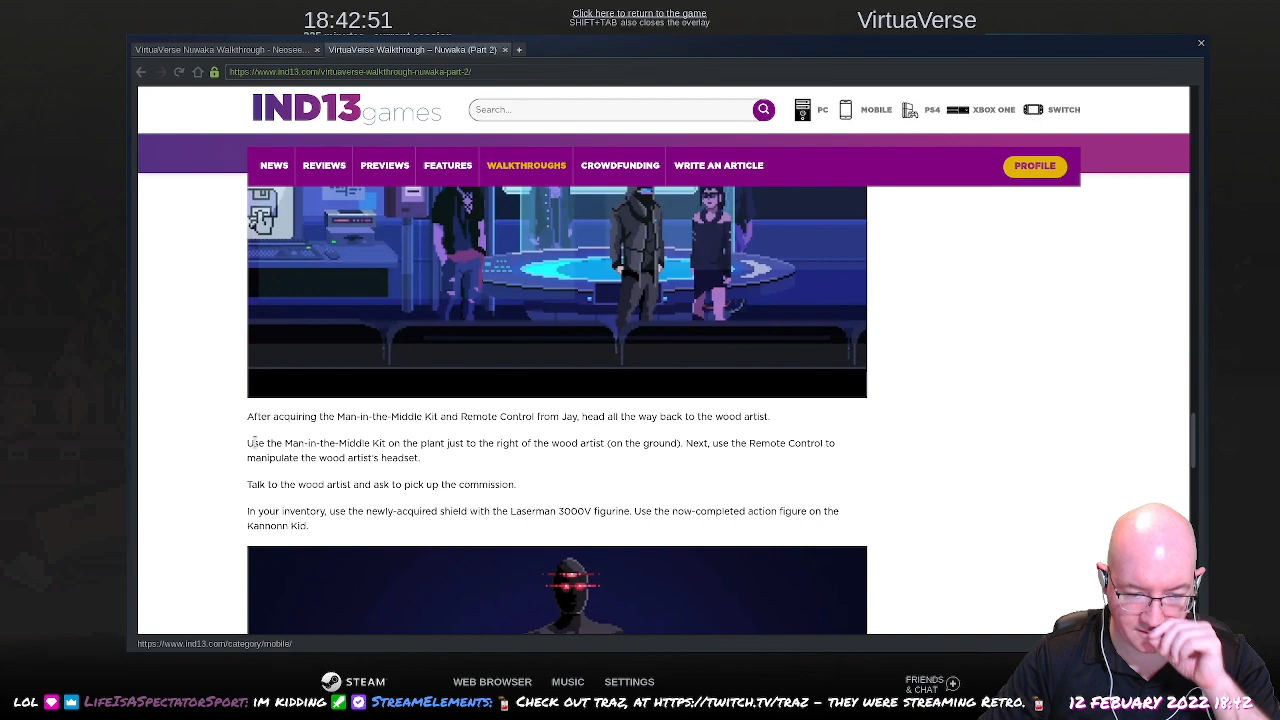 18:42:51
Click here to return to the game
SHIFT+TAB also closes the overlay
VirtuaVerse
VirtuaVerse Nuwaka Walkthrough - Neosee...
VirtuaVerse Walkthrough – Nuwaka (Part 2)
https://www.ind13.com/virtuaverse-walkthrough-nuwaka-part-2/
IND13games
Search...
PC
MOBILE
PS4
XBOX ONE
SWITCH
NEWS
REVIEWS
PREVIEWS
FEATURES
WALKTHROUGHS
CROWDFUNDING
WRITE AN ARTICLE
PROFILE
After acquiring the Man-in-the-Middle Kit and Remote Control from Jay, head all the way back to the wood artist.
Use the Man-in-the-Middle Kit on the plant just to the right of the wood artist (on the ground). Next, use the Remote Control to
manipulate the wood artist's headset.
Talk to the wood artist and ask to pick up the commission.
In your inventory, use the newly-acquired shield with the Laserman 3000V figurine. Use the now-completed action figure on the
Kannonn Kid.
https://www.ind13.com/category/mobile/
STEAM
WEB BROWSER
MUSIC
SETTINGS
FRIENDS
& CHAT
LOL LifeIsASpectatorSport: im kidding StreamElements: Check out traz, at https://twitch.tv/traz – they were streaming Retro.
12 Febuary 2022 18:42